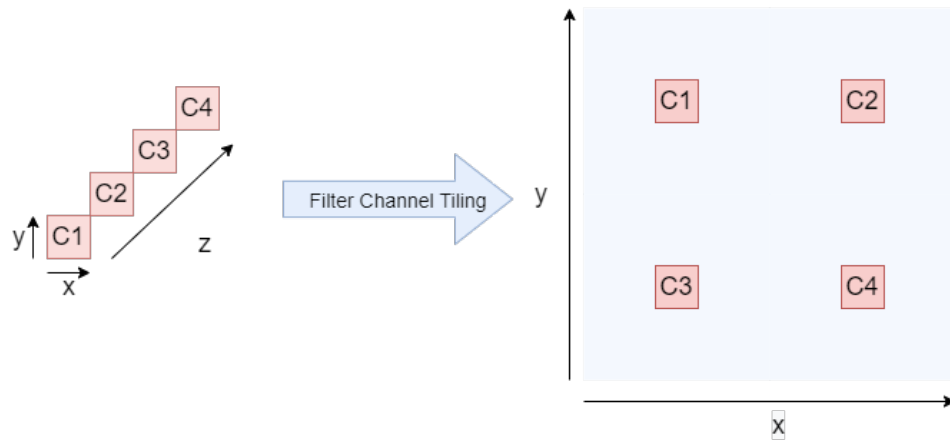 C4
C3
C2
C1
y
x
z
Filter Channel Tiling
y
C1 C2
C3 C4
x